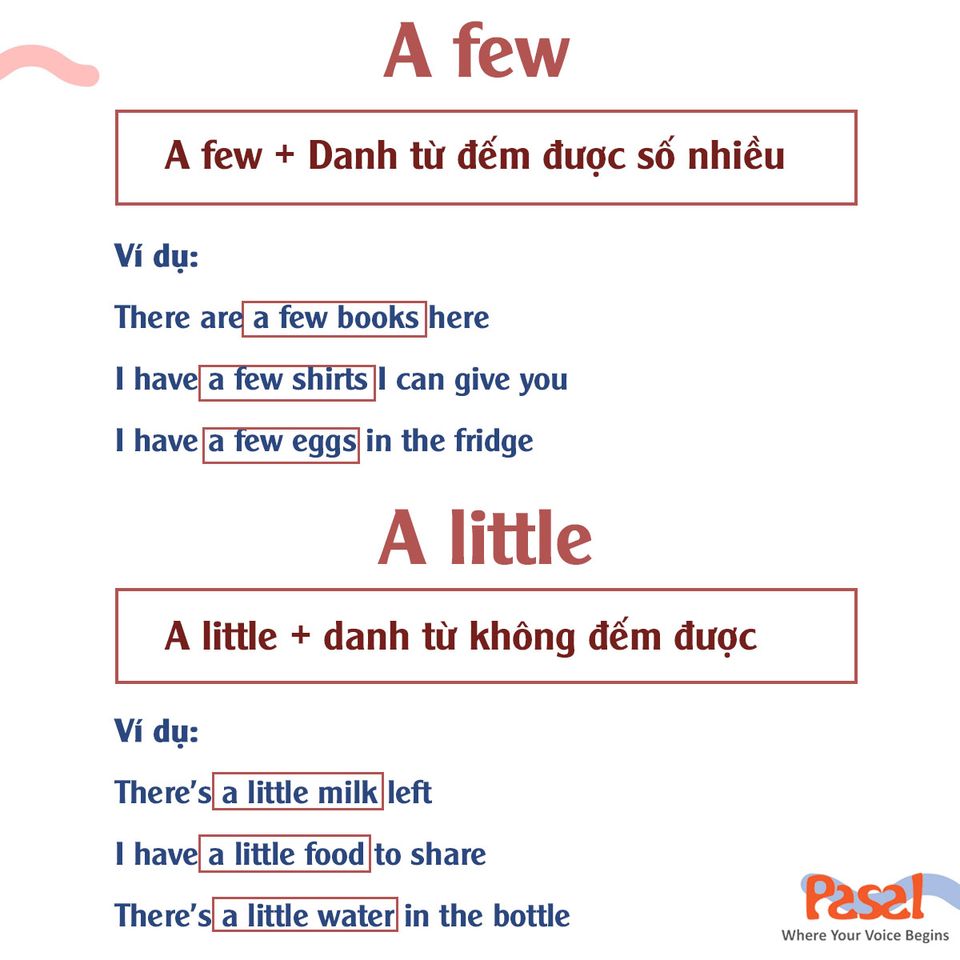 A few
A few + Danh từ đếm được số nhiều
Ví dụ:
There are a few books here
I have a few shirts I can give you
I have a few eggs in the fridge
A little
A little + danh từ không đếm được
Ví dụ:
There's a little milk left
I have a little food to share
There's a little water in the bottle
Pasal
Where Your Voice Begins